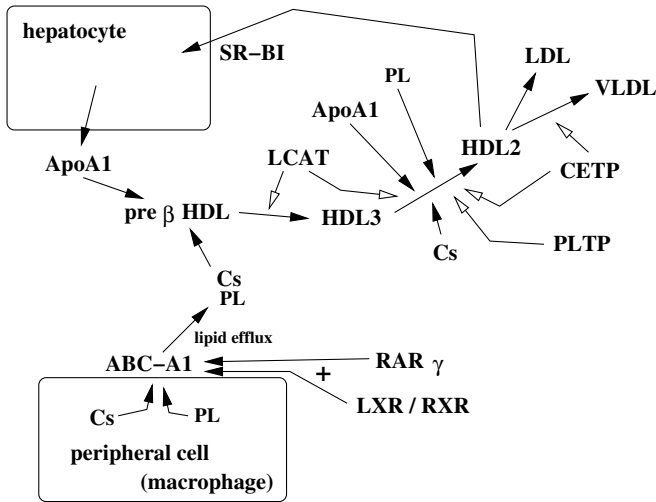 hepatocyte
SR-BI
LDL
VLDL
PL
ApoA1
HDL2
ApoA1
LCAT
CETP
pre β HDL
HDL3
Cs
PLTP
Cs
PL
lipid efflux
ABC-A1
RAR γ
+
LXR / RXR
Cs
PL
peripheral cell
(macrophage)